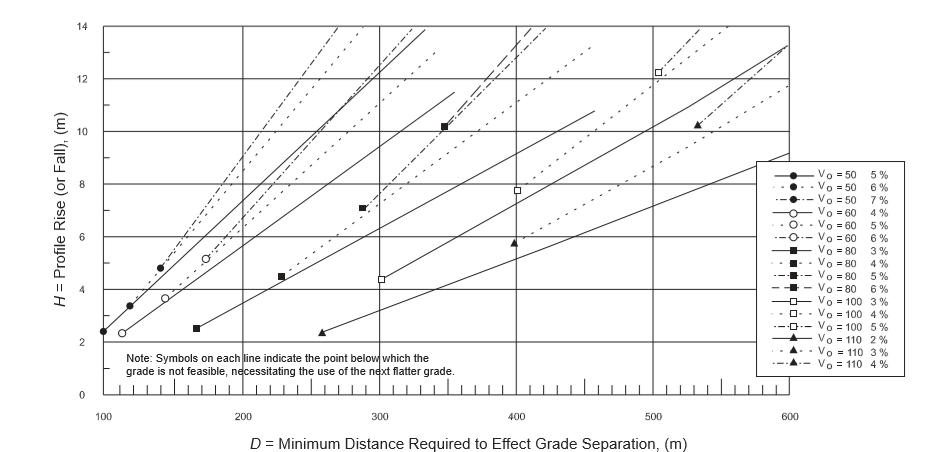 14
12
10
8
6
4
2
0
H = Profile Rise (or Fall), (m)
Note: Symbols on each line indicate the point below which the
grade is not feasible, necessitating the use of the next flatter grade.
100 200 300 400 500 600
D = Minimum Distance Required to Effect Grade Separation, (m)
Vo = 50 5 %
Vo = 50 6 %
Vo = 50 7 %
Vo = 60 4 %
Vo = 60 5 %
Vo = 60 6 %
Vo = 80 3 %
Vo = 80 4 %
Vo = 80 5 %
Vo = 80 6 %
Vo = 100 3 %
Vo = 100 4 %
Vo = 100 5 %
Vo = 110 2 %
Vo = 110 3 %
Vo = 110 4 %